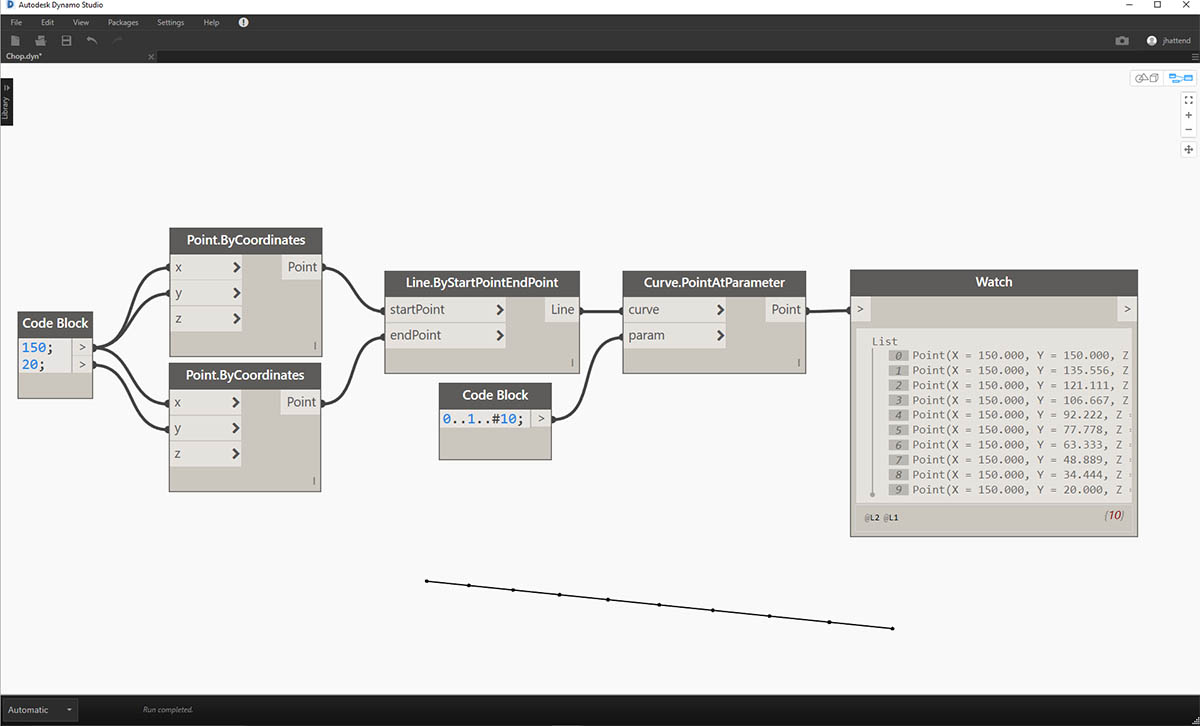 Autodesk Dynamo Studio
File Edit View Packages Settings Help !
jhattend
Chop.dyn*
Library
Point.ByCoordinates
x > Point
y >
z >
Code Block
150; >
20; >
Point.ByCoordinates
x > Point
y >
z >
Line.ByStartPointEndPoint
startPoint > Line
endPoint >
Code Block
0..1..#10; >
Curve.PointAtParameter
curve > Point
param >
Watch
> >
List
0 Point(X = 150.000, Y = 150.000, Z
1 Point(X = 150.000, Y = 135.556, Z
2 Point(X = 150.000, Y = 121.111, Z
3 Point(X = 150.000, Y = 106.667, Z
4 Point(X = 150.000, Y = 92.222, Z =
5 Point(X = 150.000, Y = 77.778, Z =
6 Point(X = 150.000, Y = 63.333, Z =
7 Point(X = 150.000, Y = 48.889, Z =
8 Point(X = 150.000, Y = 34.444, Z =
9 Point(X = 150.000, Y = 20.000, Z =
@L2 @L1 {10}
Automatic Run completed.